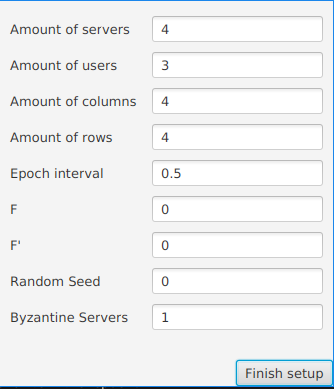 Amount of servers 4
Amount of users 3
Amount of columns 4
Amount of rows 4
Epoch interval 0.5
F 0
F' 0
Random Seed 0
Byzantine Servers 1
Finish setup